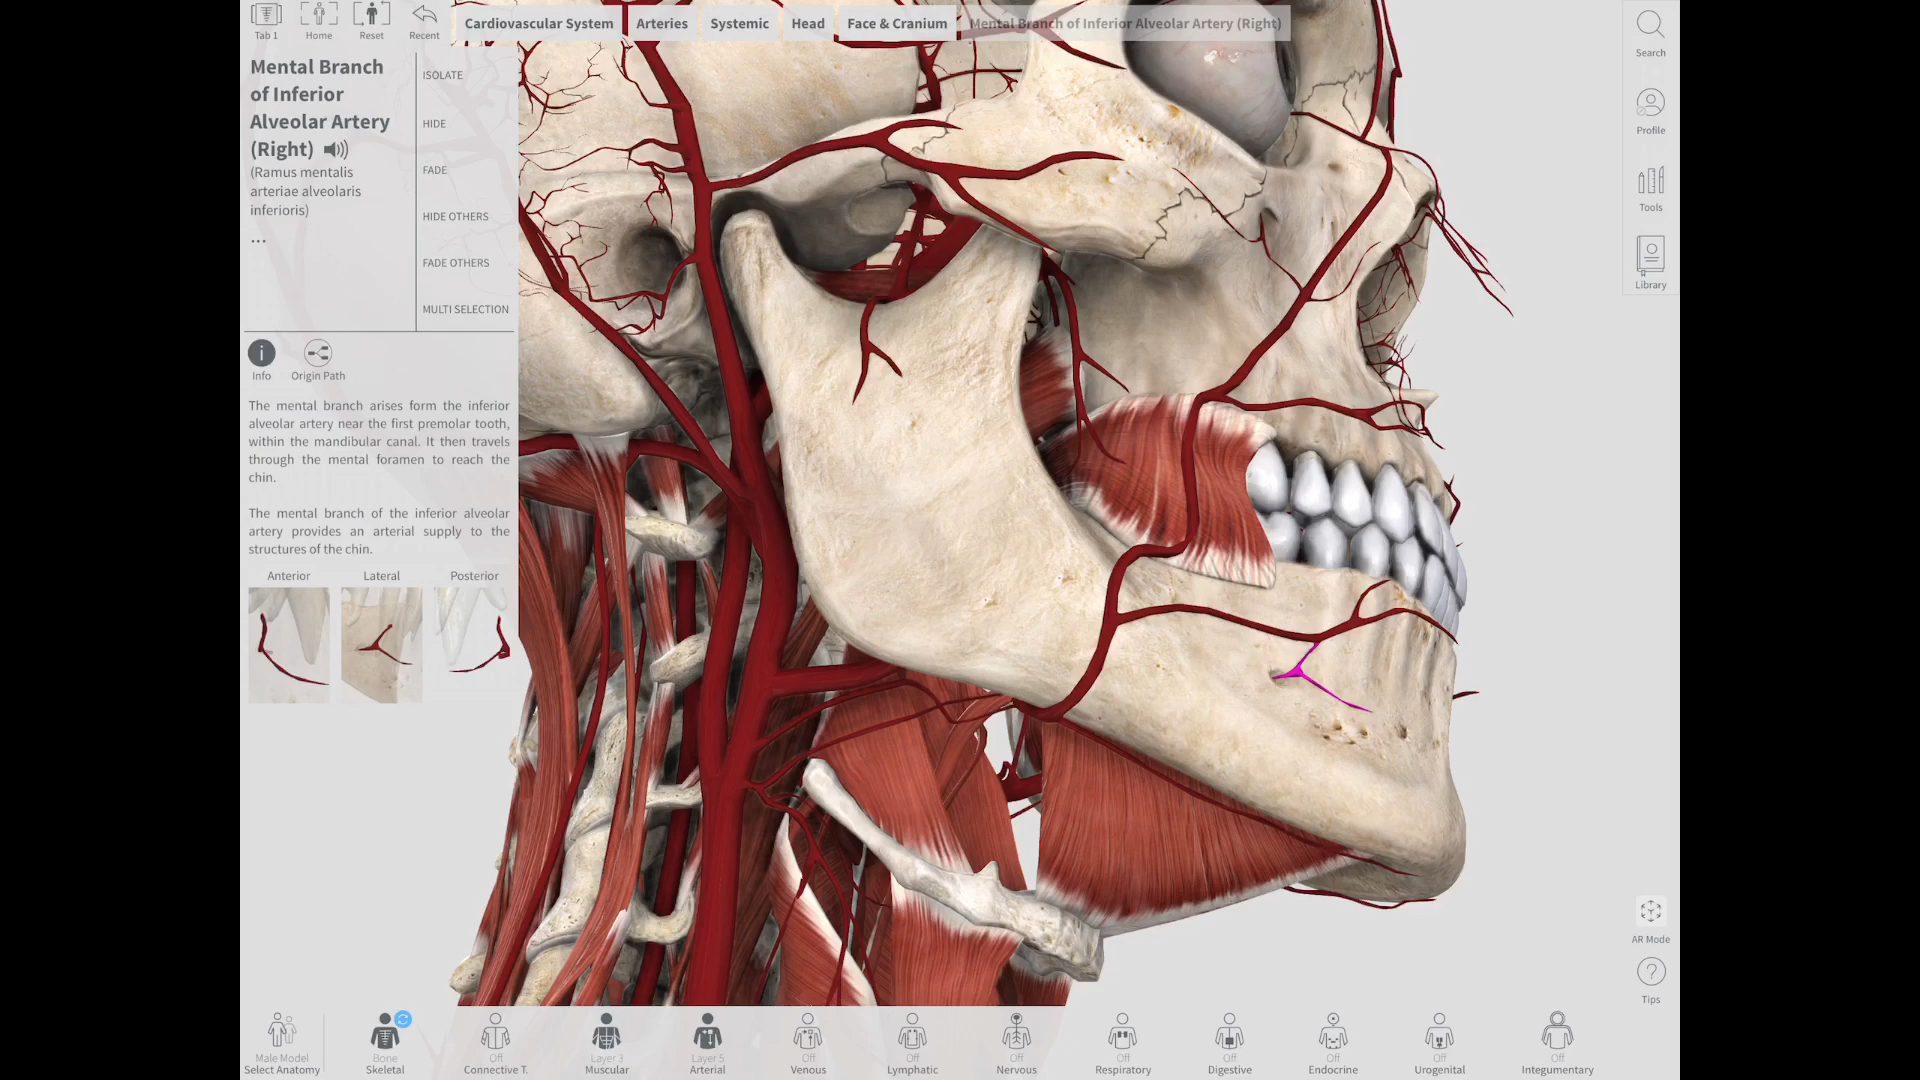 Tab 1
Home
Reset
Recent
Cardiovascular System
Arteries
Systemic
Head
Face & Cranium
Mental Branch of Inferior Alveolar Artery (Right)
Mental Branch
of Inferior
Alveolar Artery
(Right)
(Ramus mentalis
arteriae alveolaris
inferioris)
...
ISOLATE
HIDE
FADE
HIDE OTHERS
FADE OTHERS
MULTI SELECTION
Info
Origin Path
The mental branch arises form the inferior
alveolar artery near the first premolar tooth,
within the mandibular canal. It then travels
through the mental foramen to reach the
chin.
The mental branch of the inferior alveolar
artery provides an arterial supply to the
structures of the chin.
Anterior
Lateral
Posterior
Search
Profile
Tools
Library
AR Mode
Tips
Male Model
Select Anatomy
Bone
Skeletal
Off
Connective T.
Layer 3
Muscular
Layer 5
Arterial
Off
Venous
Off
Lymphatic
Off
Nervous
Off
Respiratory
Off
Digestive
Off
Endocrine
Off
Urogenital
Off
Integumentary